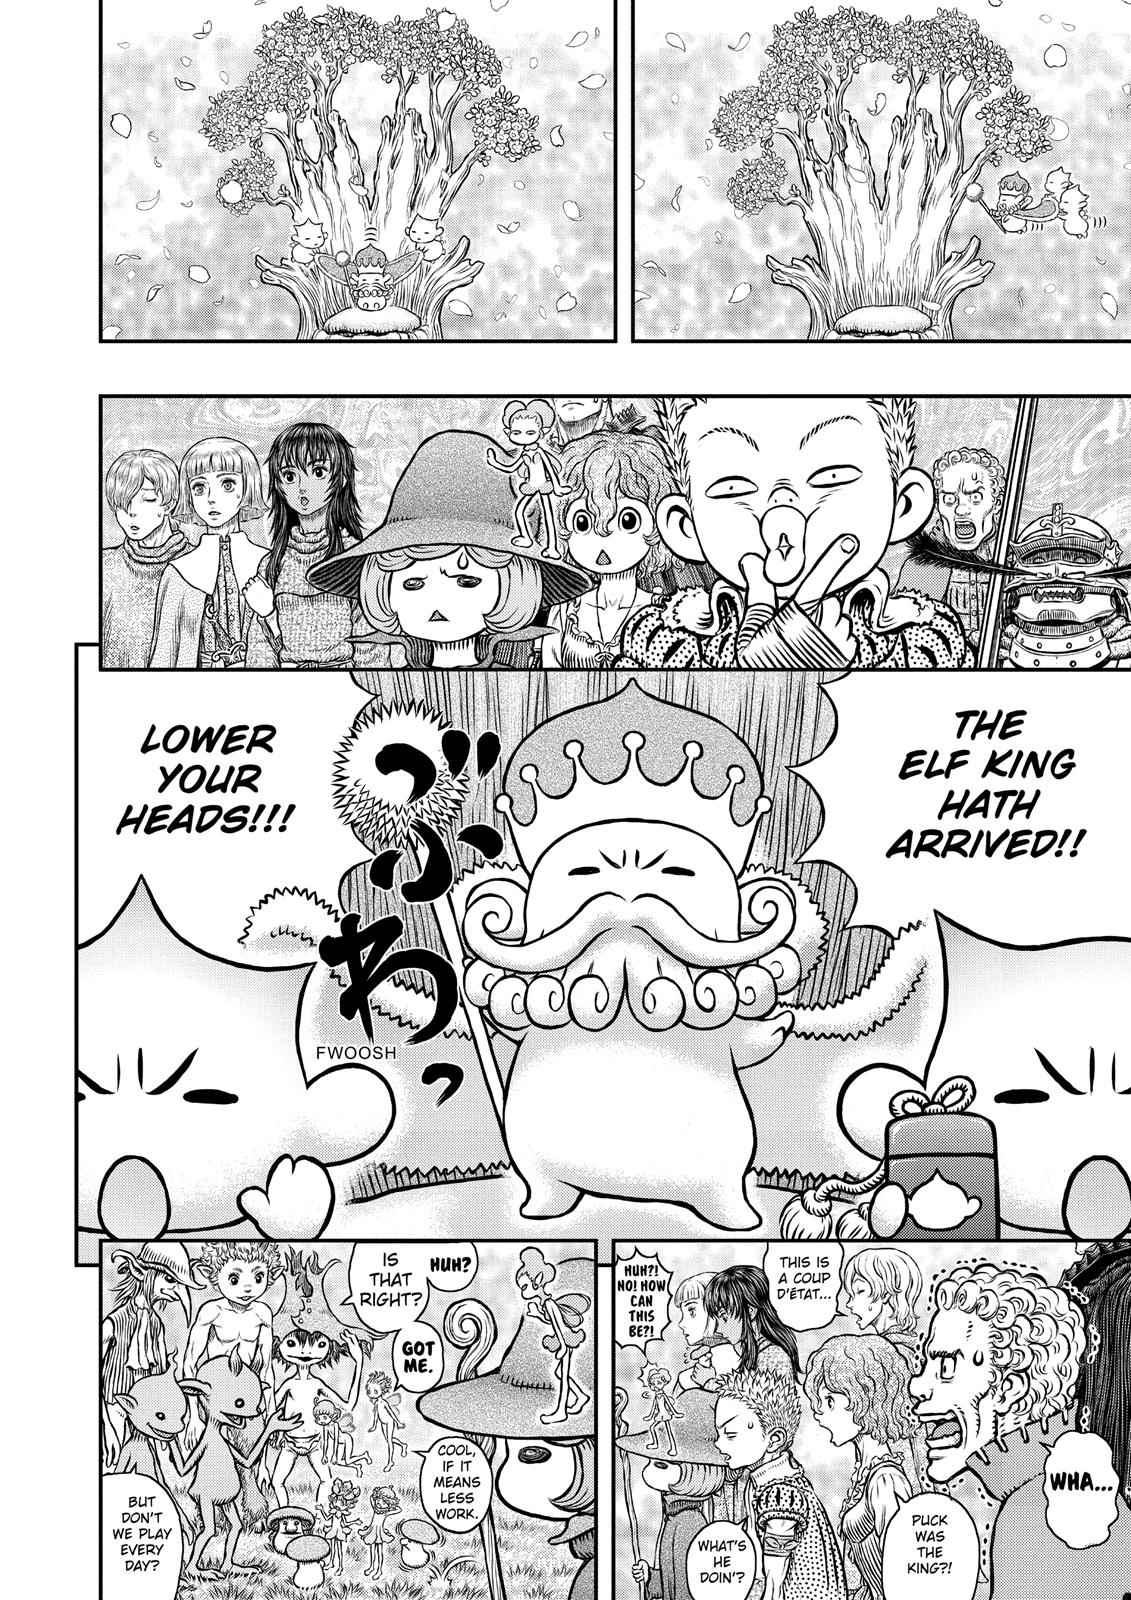 THE
ELF KING
HATH
ARRIVED!!
LOWER
YOUR
HEADS!!!
ぶわっ
FWOOSH
HUH?!
NO! HOW
CAN
THIS
BE?!
THIS IS
A COUP
D'ÉTAT...
WHA...
PUCK
WAS
THE
KING?!
WHAT'S
HE
DOIN'?
HUH?
IS
THAT
RIGHT?
GOT
ME.
COOL,
IF IT
MEANS
LESS
WORK.
BUT
DON'T
WE PLAY
EVERY
DAY?